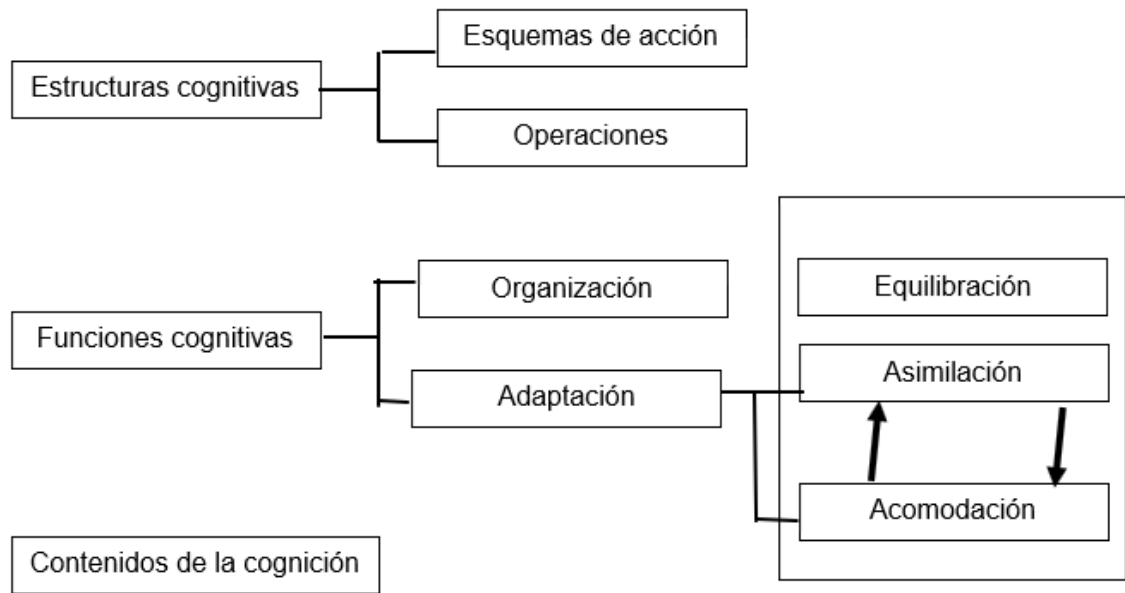 Esquemas de acción
Estructuras cognitivas
Operaciones
Organización
Equilibración
Funciones cognitivas
Asimilación
Adaptación
Acomodación
Contenidos de la cognición